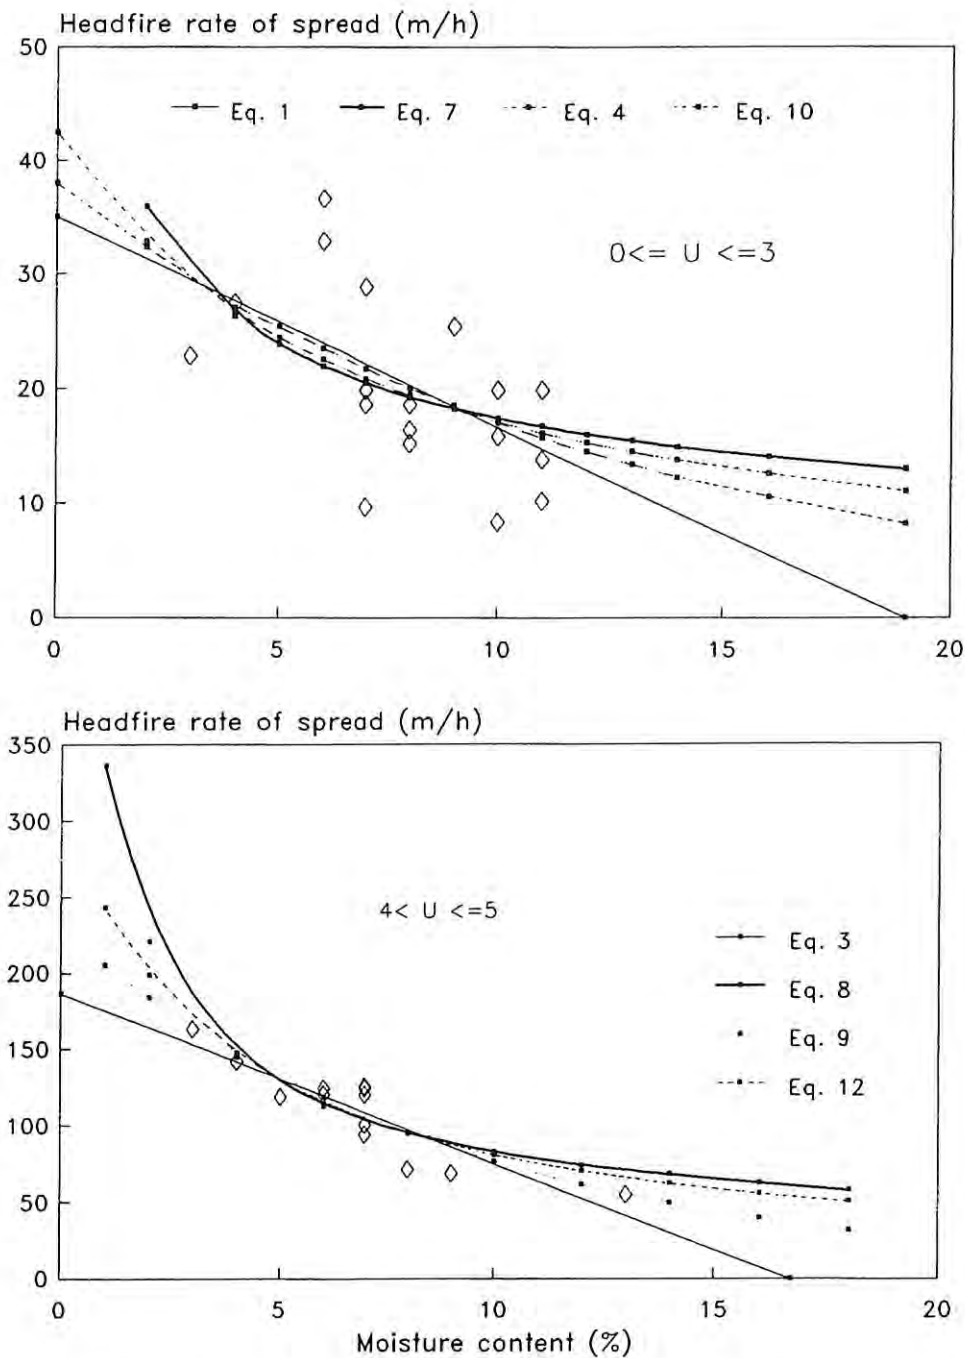 Headfire rate of spread (m/h)
50
Eq. 1 Eq. 7 Eq. 4 Eq. 10
40
0<= U <=3
30
20
10
0
0 5 10 15 20
Headfire rate of spread (m/h)
350
300
250
4< U <=5
Eq. 3
200
Eq. 8
Eq. 9
150
Eq. 12
100
50
0
0 5 10 15 20
Moisture content (%)